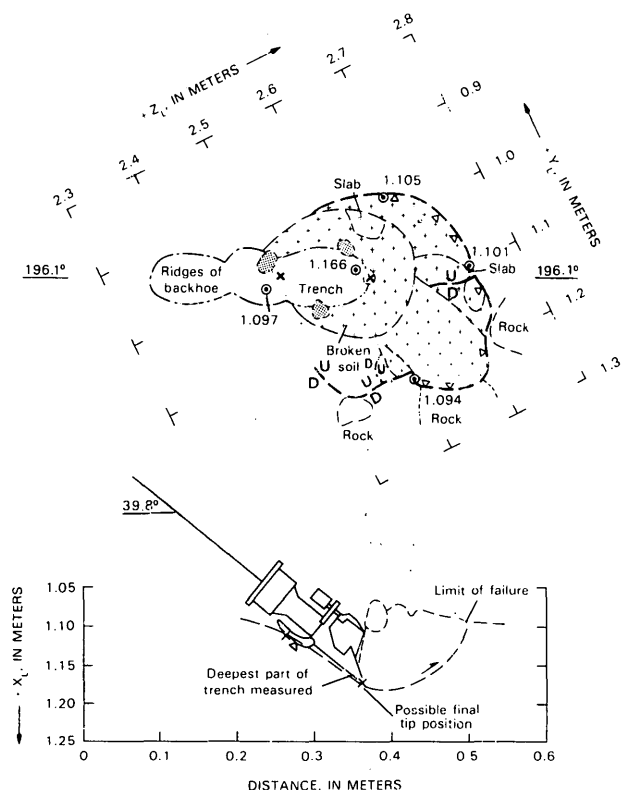 2.8
2.7
+ Z L, IN METERS
2.6
0.9
2.5
+ Y L, IN METERS
2.4
1.0
2.3
Slab
1.105
1.1
196.1°
1.101
196.1°
Ridges of
backhoe
1.166
Trench
U
D
Slab
1.2
1.097
Rock
Broken
soil
U
D
D
U
U
D
1.3
1.094
Rock
Rock
39.8°
1.05
1.10
1.15
1.20
1.25
X L, IN METERS
Limit of failure
Deepest part of
trench measured
Possible final
tip position
0
0.1
0.2
0.3
0.4
0 5
0.6
DISTANCE, IN METERS